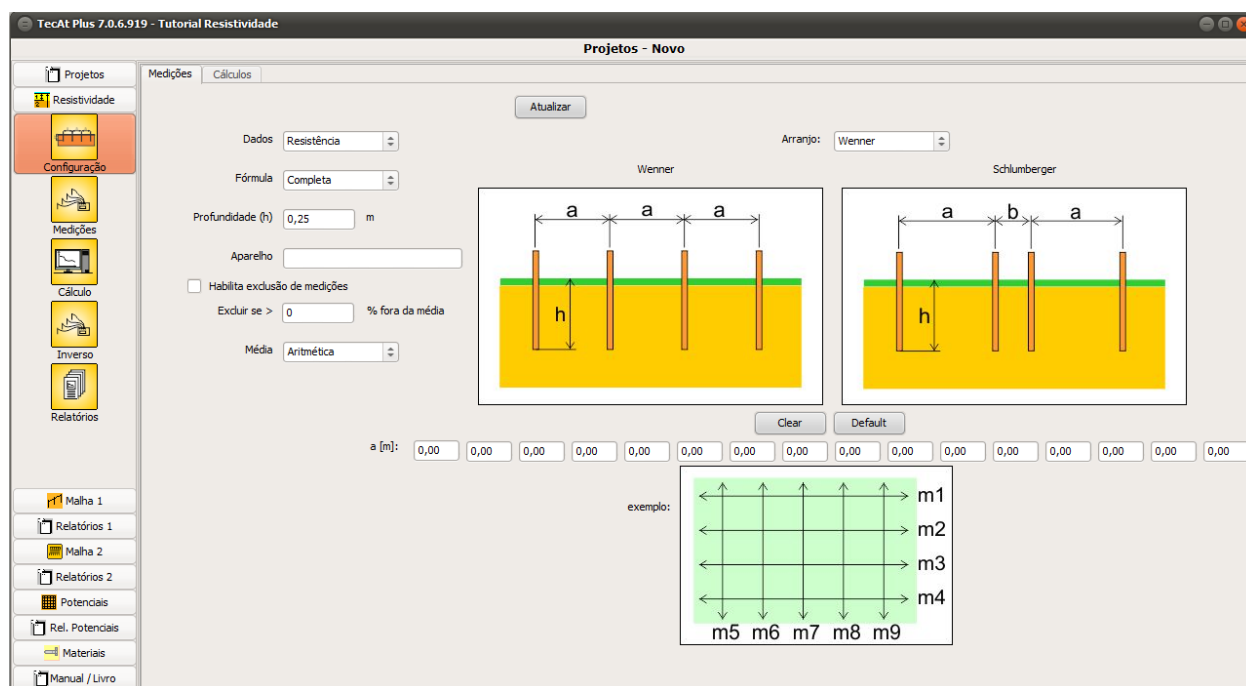 TecAt Plus 7.0.6.919 - Tutorial Resistividade
Projetos - Novo
Projetos
Resistividade
Configuração
Medições
Cálculo
Inverso
Relatórios
Malha 1
Relatórios 1
Malha 2
Relatórios 2
Potenciais
Rel. Potenciais
Materiais
Manual / Livro
Medições Cálculos
Atualizar
Dados Resistência
Arranjo: Wenner
Fórmula Completa
Profundidade (h) 0,25 m
Aparelho
Habilita exclusão de medições
Excluir se > 0 % fora da média
Média Aritmética
Wenner
a a a
h
Schlumberger
a b a
h
Clear Default
a [m]: 0,00 0,00 0,00 0,00 0,00 0,00 0,00 0,00 0,00 0,00 0,00 0,00 0,00 0,00 0,00 0,00
exemplo:
m1
m2
m3
m4
m5 m6 m7 m8 m9